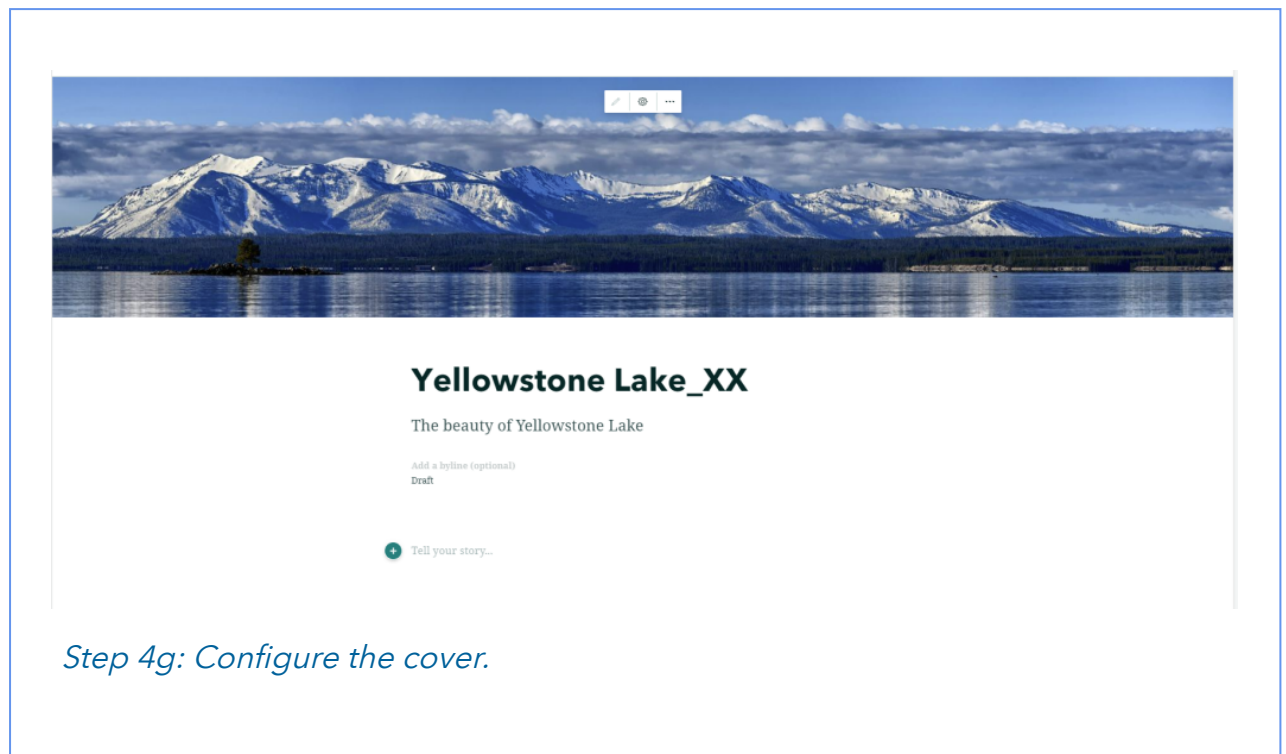 Yellowstone Lake_XX
The beauty of Yellowstone Lake
Add a byline (optional)
Draft
Tell your story...
Step 4g: Configure the cover.